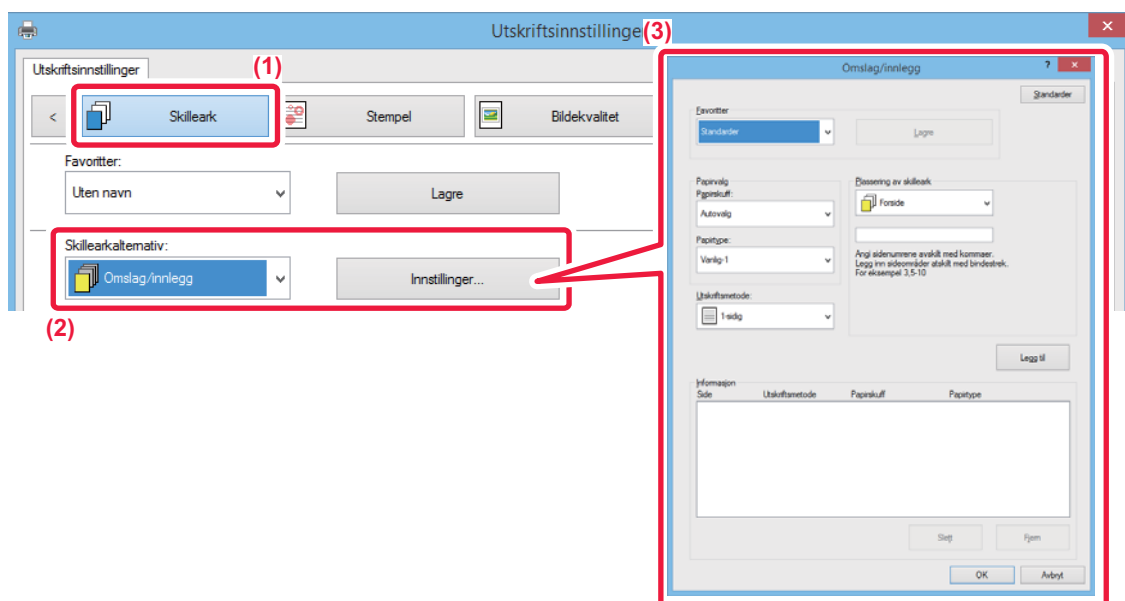 Utskriftsinnstillinge
(3)
Utskriftsinnstillinger
(1)
<
Skilleark
Stempel
Bildekvalitet
Favoritter:
Uten navn
Lagre
Skillearkalternativ:
Omslag/innlegg
Innstillinger...
(2)
Omslag/innlegg
?
Standarder
Favoritter
Standarder
Lagre
Papirvalg
Papirskuff:
Autovalg
Papirtype:
Vanlig-1
Utskriftsmetode:
1-sidig
Plassering av skilleark
Forside
Angi sidenumrene avskilt med kommaer.
Legg inn sideområder atskilt med bindestrek.
For eksempel 3,5-10
Legg til
Informasjon
Side Utskriftsmetode Papirskuff Papirtype
Slett Fjern
OK Avbryt